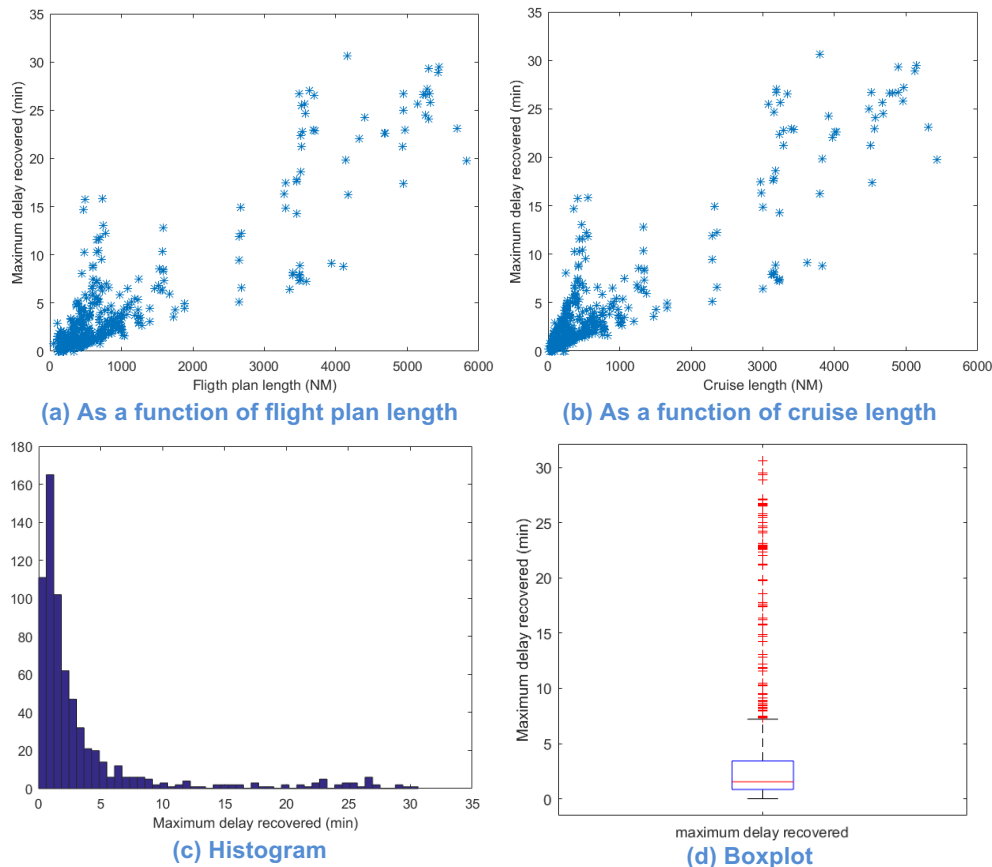 35
30
25
20
15
10
5
0
Maximum delay recovered (min)
0 1000 2000 3000 4000 5000 6000
Fligth plan length (NM)
(a) As a function of flight plan length
35
30
25
20
15
10
5
0
Maximum delay recovered (min)
0 1000 2000 3000 4000 5000 6000
Cruise length (NM)
(b) As a function of cruise length
180
160
140
120
100
80
60
40
20
0
0 5 10 15 20 25 30 35
Maximum delay recovered (min)
(c) Histogram
30
25
20
15
10
5
0
Maximum delay recovered (min)
maximum delay recovered
(d) Boxplot